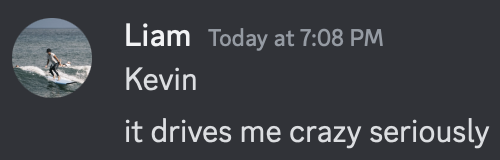 Liam Today at 7:08 PM
Kevin
it drives me crazy seriously